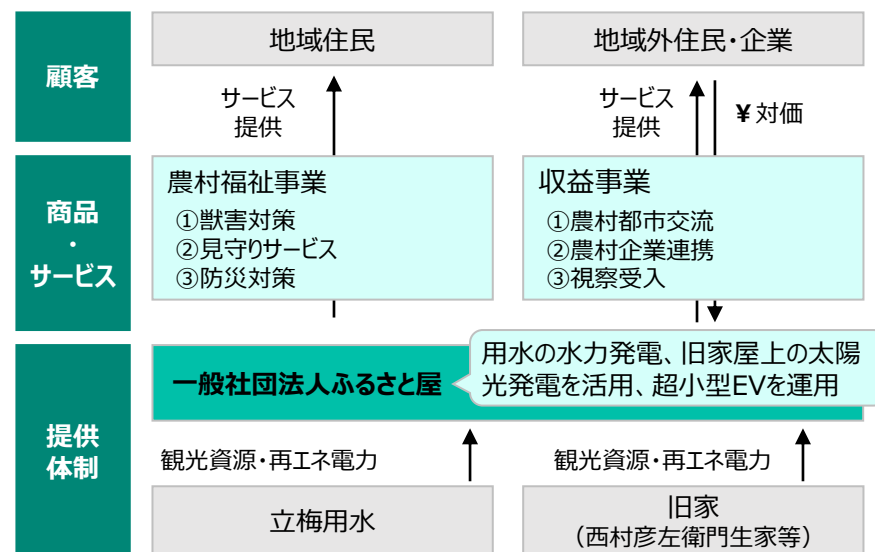 顧客
地域住民
地域外住民・企業
サービス
提供
サービス
提供
¥ 対価
商品
・
サービス
農村福祉事業
①獣害対策
②見守りサービス
③防災対策
収益事業
①農村都市交流
②農村企業連携
③視察受入
提供
体制
一般社団法人ふるさと屋
用水の水力発電、旧家屋上の太陽
光発電を活用、超小型EVを運用
観光資源・再エネ電力
観光資源・再エネ電力
立梅用水
旧家
（西村彦左衛門生家等）